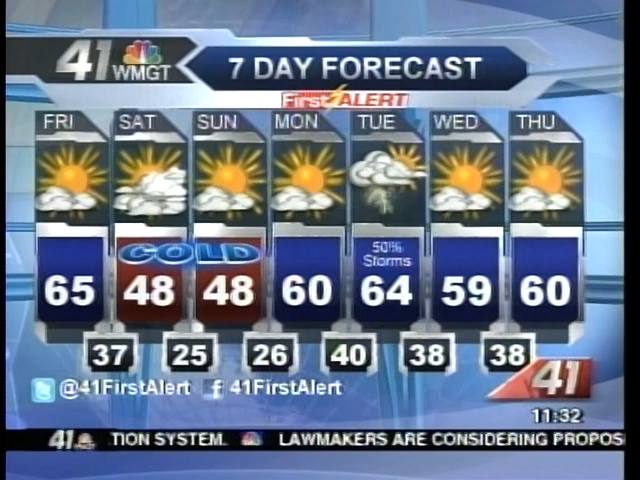 41 WMGT
7 DAY FORECAST
First ALERT
FRI SAT SUN MON TUE WED THU
COLD
50%
Storms
65 48 48 60 64 59 60
37 25 26 40 38 38
@41FirstAlert f 41FirstAlert
41
11:32
41 WMGT TION SYSTEM. LAWMAKERS ARE CONSIDERING PROPOS